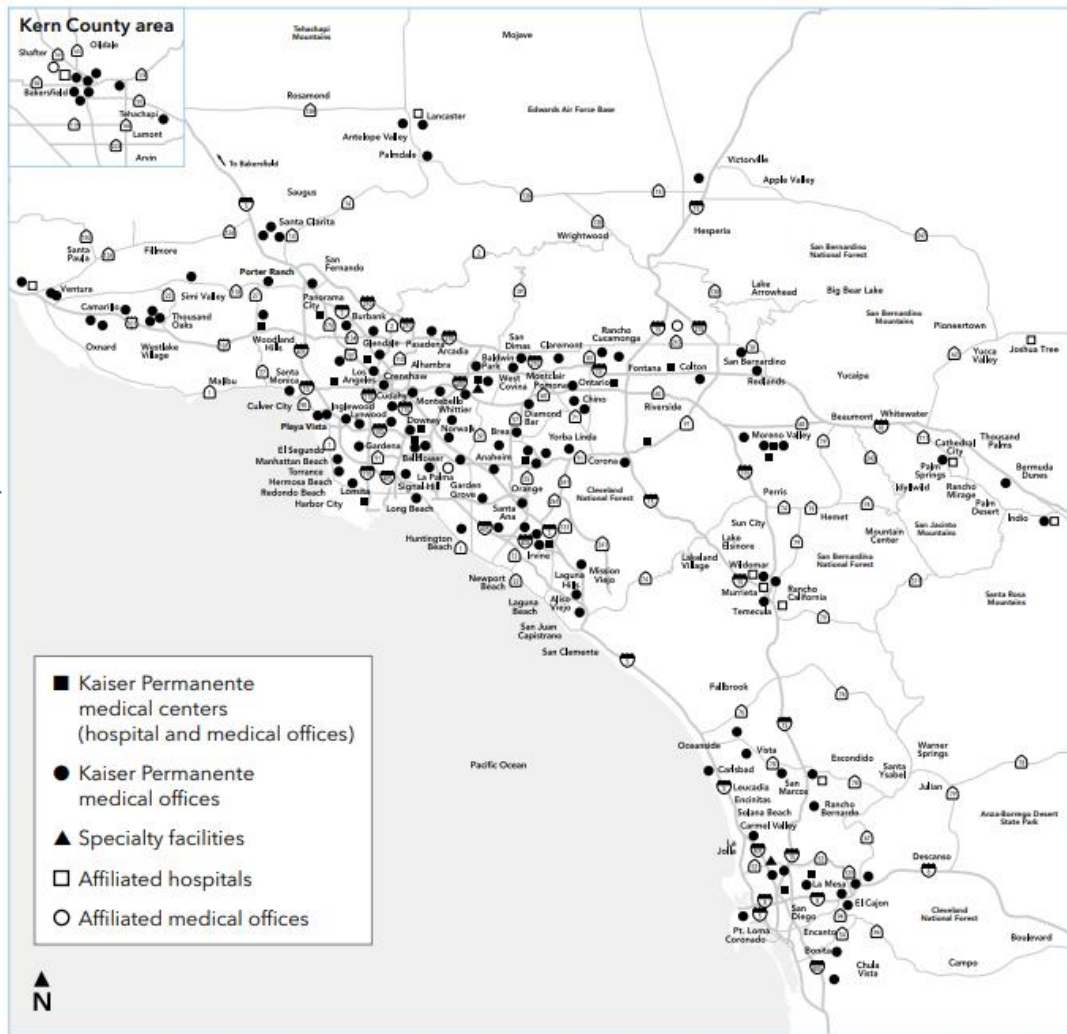 Kern County area
Oildale
Shafter
Bakersfield
Tehachapi
Lamont
Arvin
Tehachapi
Mountains
Mojave
Rosamond
Edwards Air Force Base
Lancaster
Antelope Valley
Palmdale
To Bakersfield
Victorville
Apple Valley
Saugus
Santa Clarita
Wrightwood
Hesperia
Santa
Paula
Fillmore
San
Fernando
San Bernardino
National Forest
Porter Ranch
Ventura
Camarillo
Simi Valley
Panorama
City
Burbank
Lake
Arrowhead
Big Bear Lake
San Bernardino
Mountains
Pioneertown
Thousand
Oaks
Oxnard
Westlake
Village
Woodland
Hills
Glendale
Pasadena
Arcadia
San
Dimas
Claremont
Rancho
Cucamonga
Joshua Tree
Yucca
Valley
Malibu
Santa
Monica
Los
Angeles
Alhambra
Crenshaw
Baldwin
Park
West
Covina
Montclair
Pomona
Ontario
Fontana
Colton
San Bernardino
Redlands
Yucaipa
Culver City
Inglewood
Cudahy
Lynwood
Montebello
Whittier
Downey
Diamond
Bar
Chino
Riverside
Beaumont
Whitewater
Playa Vista
Norwalk
Brea
Yorba Linda
Moreno Valley
Cathedral
City
Thousand
Palms
El Segundo
Gardena
Bellflower
Anaheim
Corona
Palm
Springs
Bermuda
Dunes
Manhattan Beach
Torrance
La Palma
Idyllwild
Rancho
Mirage
Hermosa Beach
Redondo Beach
Lomita
Signal Hill
Garden
Grove
Orange
Cleveland
National Forest
Perris
Palm
Desert
Indio
Harbor City
Long Beach
Santa
Ana
Sun City
Hemet
Mountain
Center
San Jacinto
Mountains
Huntington
Beach
Irvine
Lake
Elsinore
Lakeland
Village
Wildomar
San Bernardino
National Forest
Newport
Beach
Laguna
Hills
Mission
Viejo
Murrieta
Rancho
California
Santa Rosa
Mountains
Laguna
Beach
Aliso
Viejo
Temecula
San Juan
Capistrano
San Clemente
Fallbrook
Pacific Ocean
Oceanside
Vista
Escondido
Warner
Springs
Santa
Ysabel
Carlsbad
San
Marcos
Julian
Leucadia
Encinitas
Solana Beach
Rancho
Bernardo
Anza-Borrego Desert
State Park
Carmel Valley
La
Jolla
Descanso
La Mesa
El Cajon
San
Diego
Cleveland
National Forest
Pt. Loma
Coronado
Encanto
Boulevard
Bonita
Chula
Vista
Campo
Kaiser Permanente
medical centers
(hospital and medical offices)
Kaiser Permanente
medical offices
Specialty facilities
Affiliated hospitals
Affiliated medical offices
N